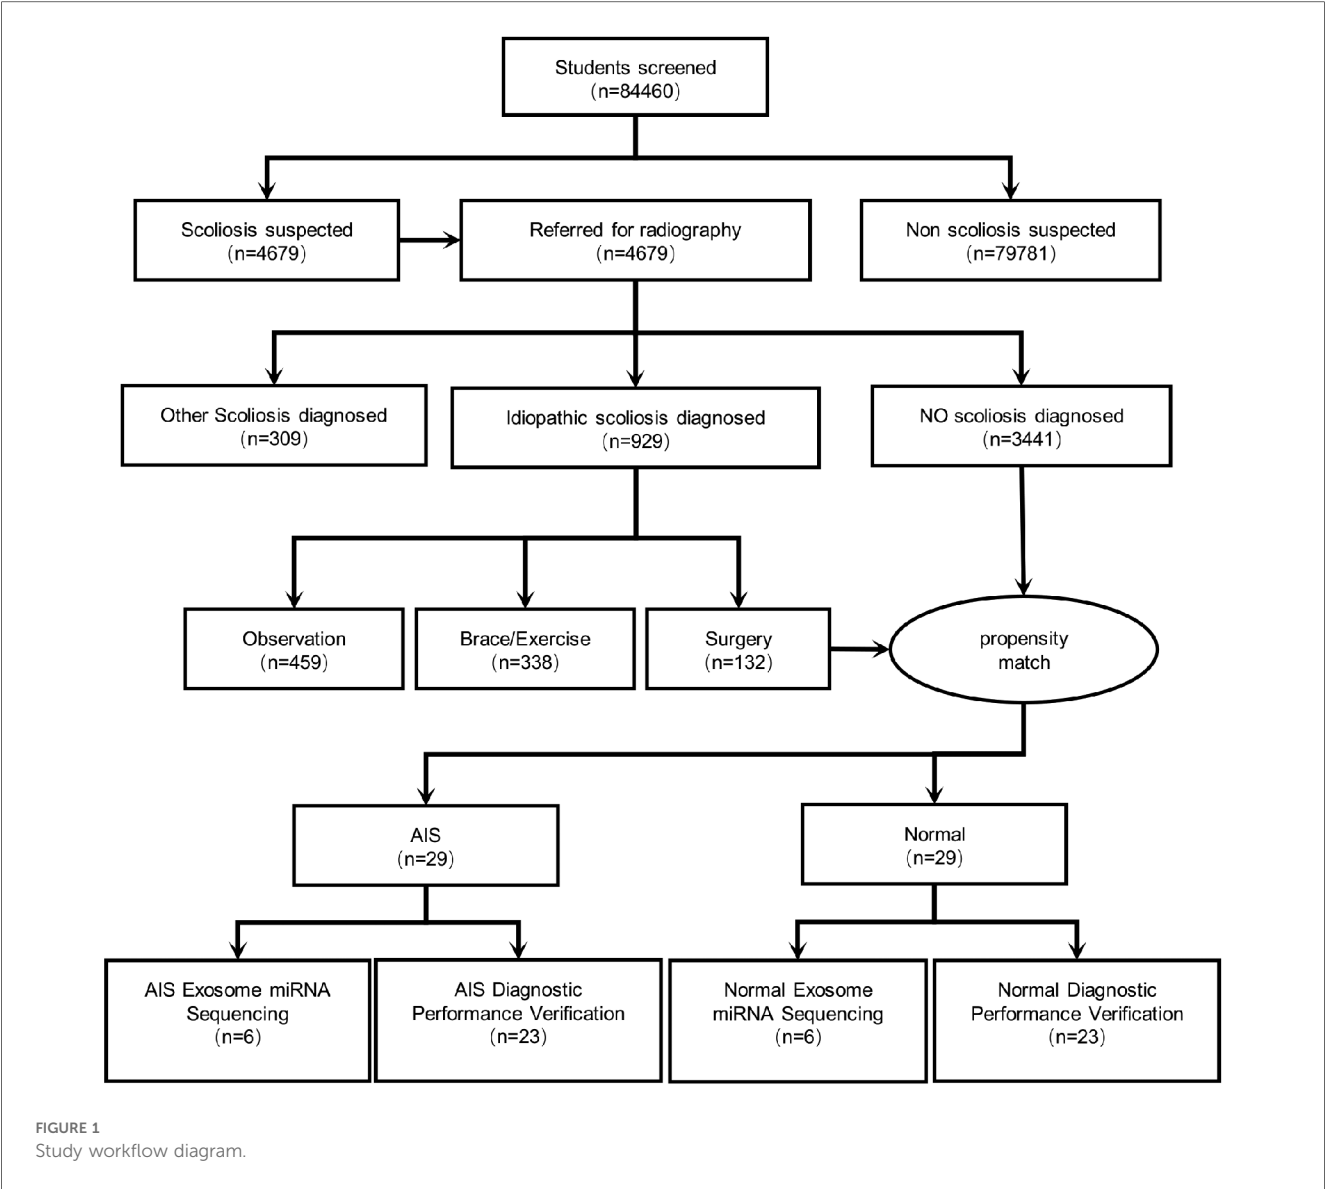 Students screened
(n=84460)
Scoliosis suspected
(n=4679)
Referred for radiography
(n=4679)
Non scoliosis suspected
(n=79781)
Other Scoliosis diagnosed
(n=309)
Idiopathic scoliosis diagnosed
(n=929)
NO scoliosis diagnosed
(n=3441)
Observation
(n=459)
Brace/Exercise
(n=338)
Surgery
(n=132)
propensity
match
AIS
(n=29)
Normal
(n=29)
AIS Exosome miRNA
Sequencing
(n=6)
AIS Diagnostic
Performance Verification
(n=23)
Normal Exosome
miRNA Sequencing
(n=6)
Normal Diagnostic
Performance Verification
(n=23)
FIGURE 1
Study workflow diagram.